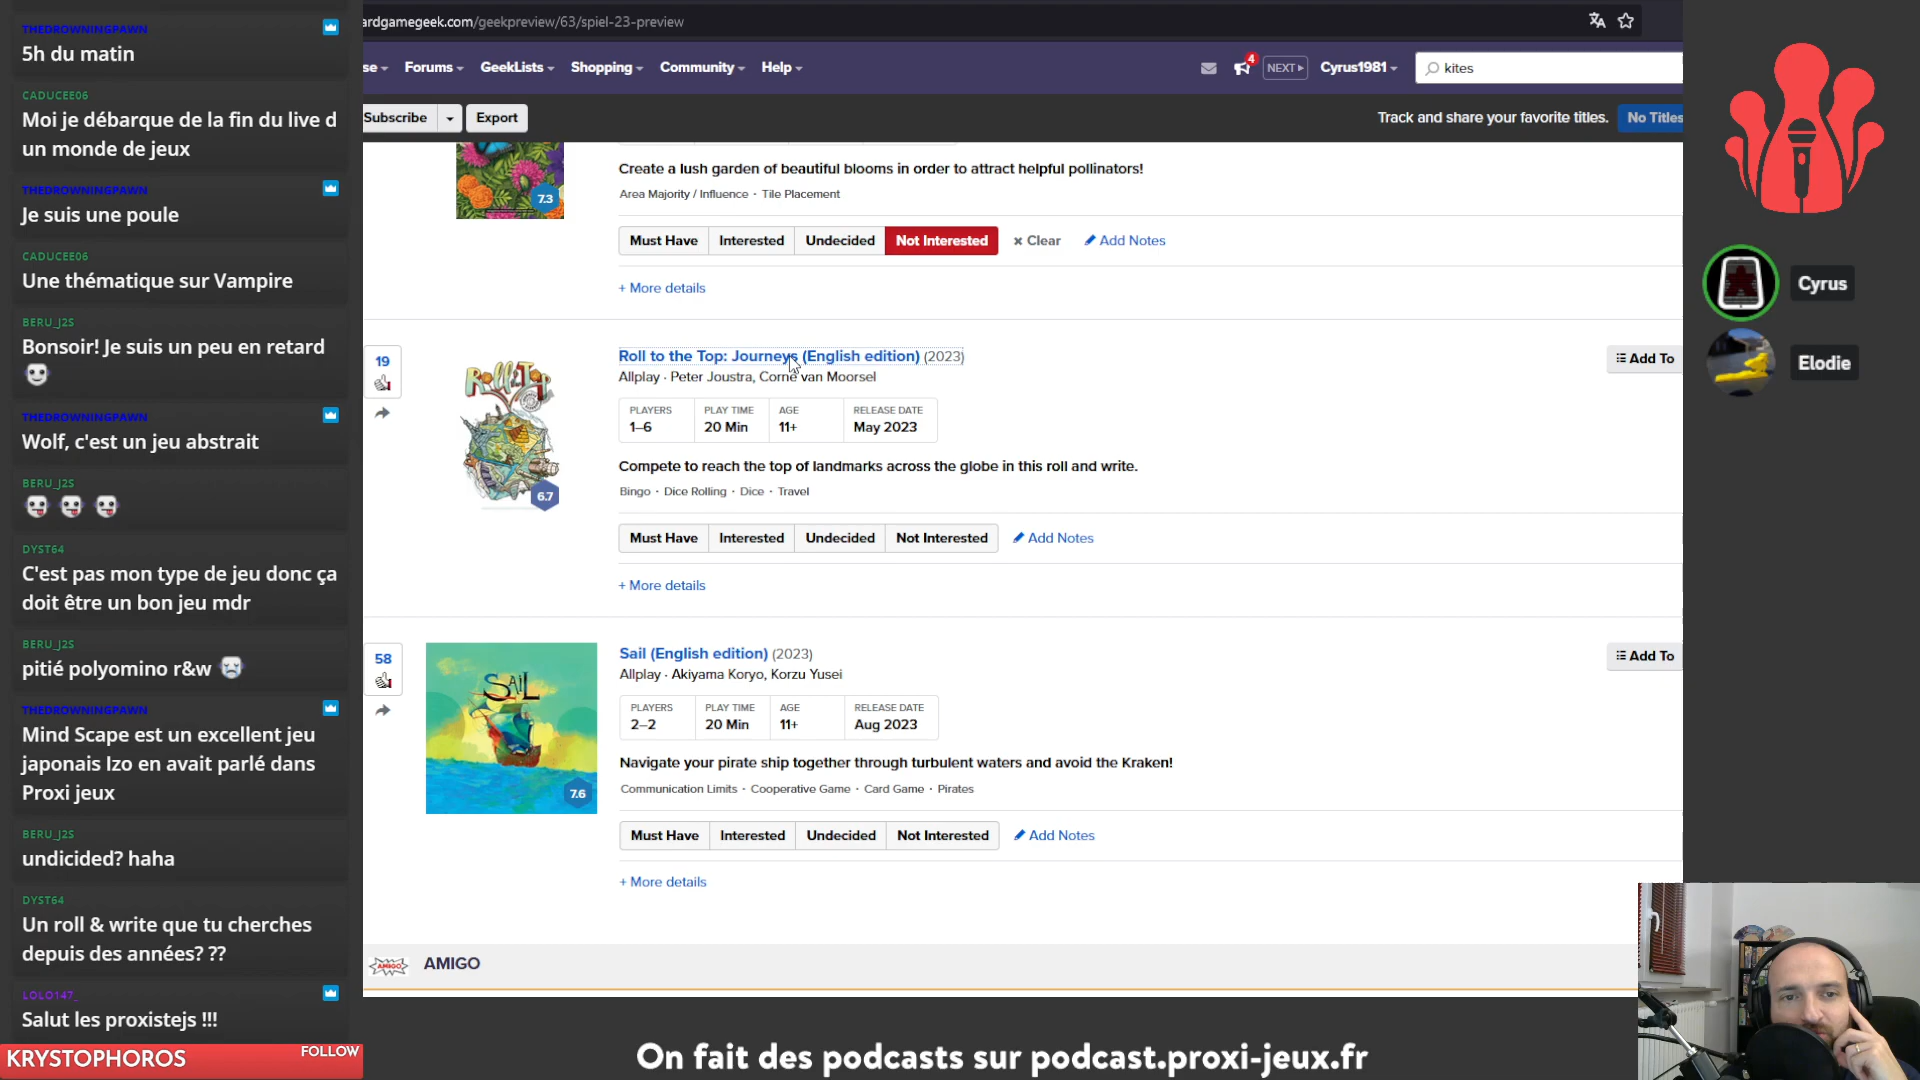 THEDROWNINGPAWN
5h du matin
CADUCEE06
Moi je débarque de la fin du live d
un monde de jeux
THEDROWNINGPAWN
Je suis une poule
CADUCEE06
Une thématique sur Vampire
BERU_J2S
Bonsoir! Je suis un peu en retard
THEDROWNINGPAWN
Wolf, c'est un jeu abstrait
BERU_J2S
DYST64
C'est pas mon type de jeu donc ça
doit être un bon jeu mdr
BERU_J2S
pitié polyomino r&w
THEDROWNINGPAWN
Mind Scape est un excellent jeu
japonais Izo en avait parlé dans
Proxi jeux
BERU_J2S
undicided? haha
DYST64
Un roll & write que tu cherches
depuis des années? ??
LOLO147_
Salut les proxistejs !!!
KRYSTOPHOROS FOLLOW
ardgamegeek.com/geekpreview/63/spiel-23-preview
se Forums GeekLists Shopping Community Help 4 NEXT Cyrus1981 kites
Subscribe Export Track and share your favorite titles. No Titles
7.3
Create a lush garden of beautiful blooms in order to attract helpful pollinators!
Area Majority / Influence · Tile Placement
Must Have Interested Undecided Not Interested × Clear Add Notes
+ More details
19
Roll to the Top: Journeys (English edition) (2023)
Add To
Allplay · Peter Joustra, Corné van Moorsel
PLAYERS PLAY TIME AGE RELEASE DATE
1–6 20 Min 11+ May 2023
Roll to the Top
6.7
Compete to reach the top of landmarks across the globe in this roll and write.
Bingo · Dice Rolling · Dice · Travel
Must Have Interested Undecided Not Interested Add Notes
+ More details
58
SAIL
7.6
Sail (English edition) (2023)
Add To
Allplay · Akiyama Koryo, Korzu Yusei
PLAYERS PLAY TIME AGE RELEASE DATE
2–2 20 Min 11+ Aug 2023
Navigate your pirate ship together through turbulent waters and avoid the Kraken!
Communication Limits · Cooperative Game · Card Game · Pirates
Must Have Interested Undecided Not Interested Add Notes
+ More details
AMIGO AMIGO
Cyrus
Elodie
On fait des podcasts sur podcast.proxi-jeux.fr